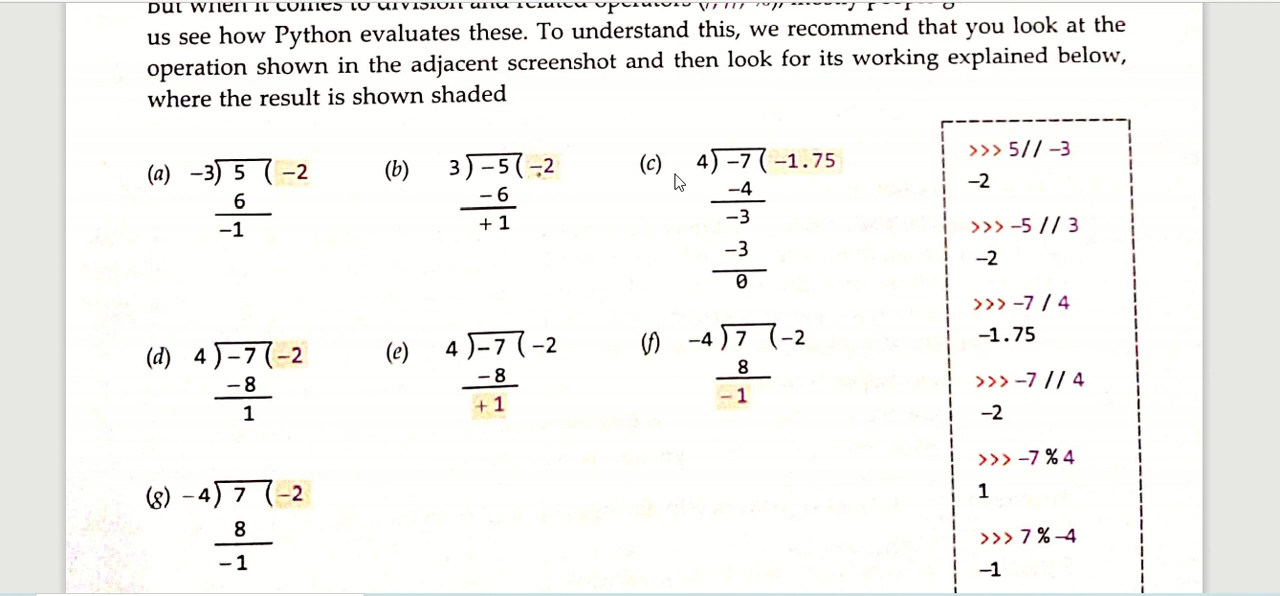 us see how Python evaluates these. To understand this, we recommend that you look at the
operation shown in the adjacent screenshot and then look for its working explained below,
where the result is shown shaded
(a) -3) 5 ( -2
6
-1
(b) 3) -5 ( -2
- 6
+ 1
(c) 4) -7 ( -1.75
-4
-3
-3
0
(d) 4) -7 ( -2
-8
1
(e) 4) -7 ( -2
-8
+ 1
(f) -4) 7 ( -2
8
- 1
(g) -4) 7 ( -2
8
-1
>>> 5// -3
-2
>>> -5 // 3
-2
>>> -7 / 4
-1.75
>>> -7 // 4
-2
>>> -7 % 4
1
>>> 7 % -4
-1